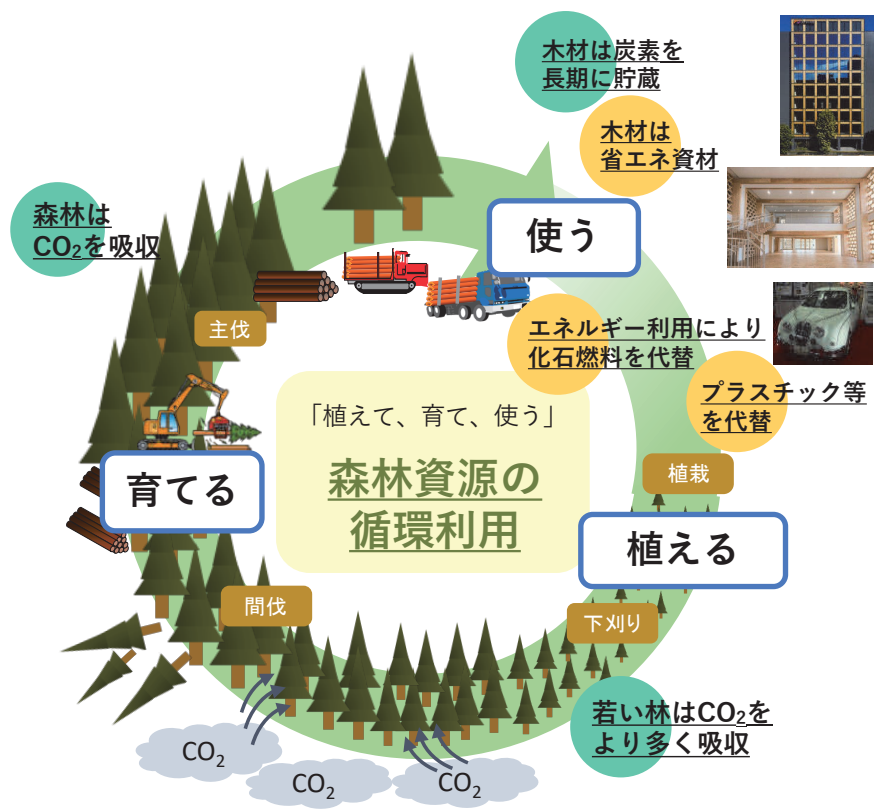 木材は炭素を
長期に貯蔵
木材は
省エネ資材
森林は
CO₂を吸収
使う
主伐
エネルギー利用により
化石燃料を代替
プラスチック等
を代替
「植えて、育て、使う」
森林資源の
循環利用
育てる
植栽
植える
間伐
下刈り
若い林はCO₂を
より多く吸収
CO₂
CO₂
CO₂